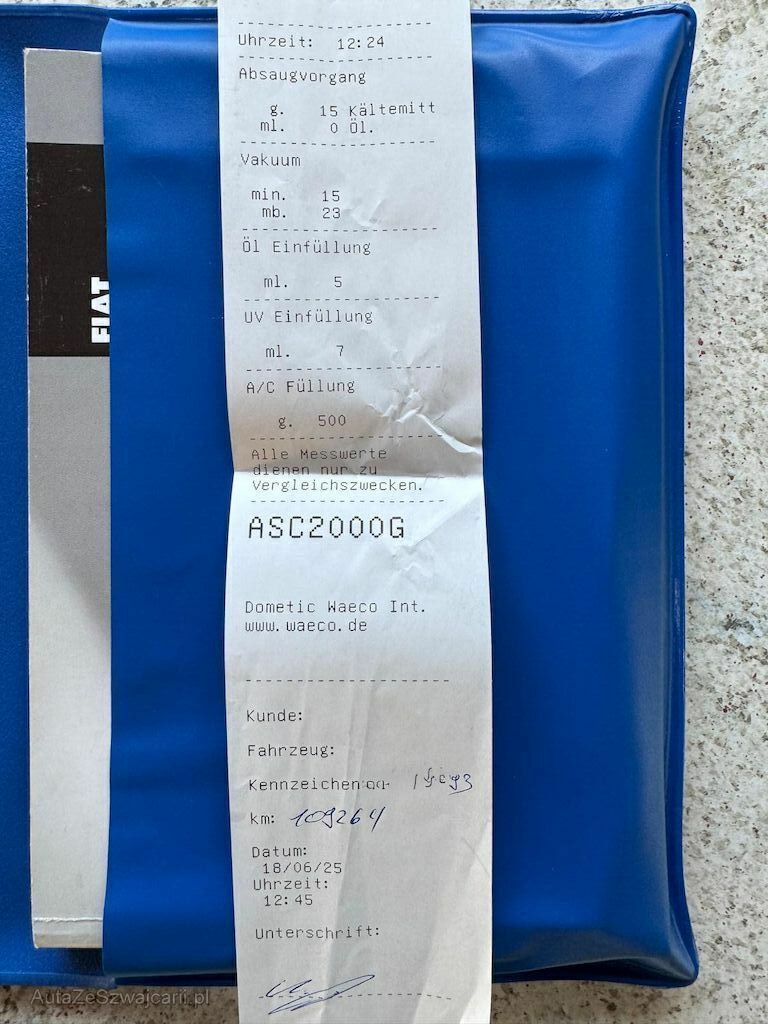 Uhrzeit: 12:24
Absaugvorgang
g. 15 Kältemitt
ml. 0 Öl.
Vakuum
min. 15
mb. 23
Öl Einfüllung
ml. 5
UV Einfüllung
ml. 7
A/C Füllung
g. 500
Alle Messwerte
dienen nur zu
Vergleichszwecken.
ASC2000G
Dometic Waeco Int.
www.waeco.de
Kunde:
Fahrzeug:
Kennzeichen
km: 109264
Datum:
18/06/25
Uhrzeit:
12:45
Unterschrift:
FIAT
AutaZeSzwajcarii.pl